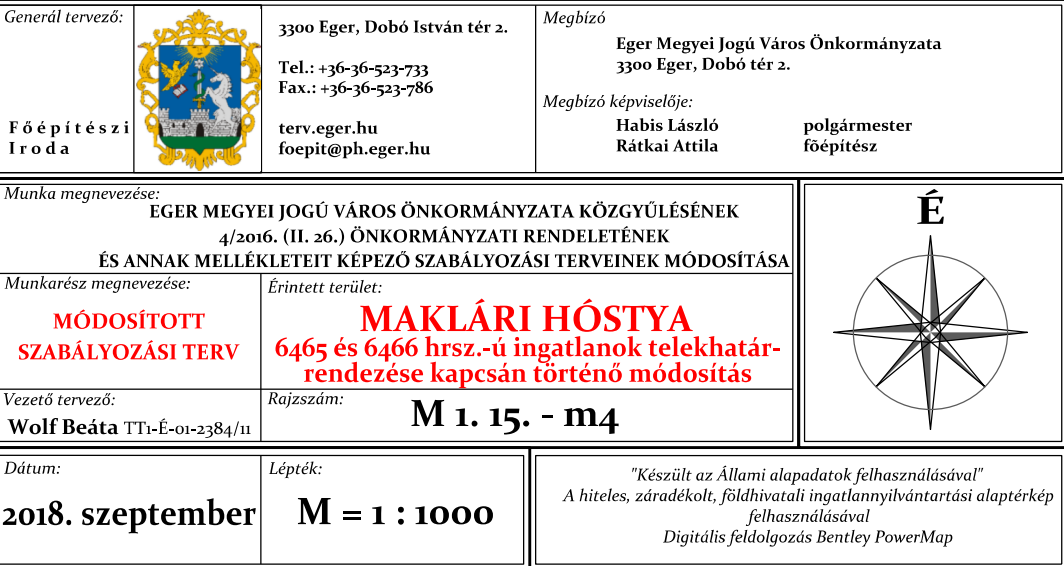 Generál tervező:
Főépítészi
Iroda
3300 Eger, Dobó István tér 2.
Tel.: +36-36-523-733
Fax.: +36-36-523-786
terv.eger.hu
foepit@ph.eger.hu
Megbízó
Eger Megyei Jogú Város Önkormányzata
3300 Eger, Dobó tér 2.
Megbízó képviselője:
Habis László polgármester
Rátkai Attila főépítész
Munka megnevezése:
EGER MEGYEI JOGÚ VÁROS ÖNKORMÁNYZATA KÖZGYŰLÉSÉNEK
4/2016. (II. 26.) ÖNKORMÁNYZATI RENDELETÉNEK
ÉS ANNAK MELLÉKLETEIT KÉPEZŐ SZABÁLYOZÁSI TERVEINEK MÓDOSÍTÁSA
Munkarész megnevezése:
MÓDOSÍTOTT
SZABÁLYOZÁSI TERV
Érintett terület:
MAKLÁRI HÓSTYA
6465 és 6466 hrsz.-ú ingatlanok telekhatár-
rendezése kapcsán történő módosítás
Vezető tervező:
Wolf Beáta TT1-É-01-2384/11
Rajzszám:
M 1. 15. - m4
É
Dátum:
2018. szeptember
Lépték:
M = 1 : 1000
"Készült az Állami alapadatok felhasználásával"
A hiteles, záradékolt, földhivatali ingatlannyilvántartási alaptérkép
felhasználásával
Digitális feldolgozás Bentley PowerMap